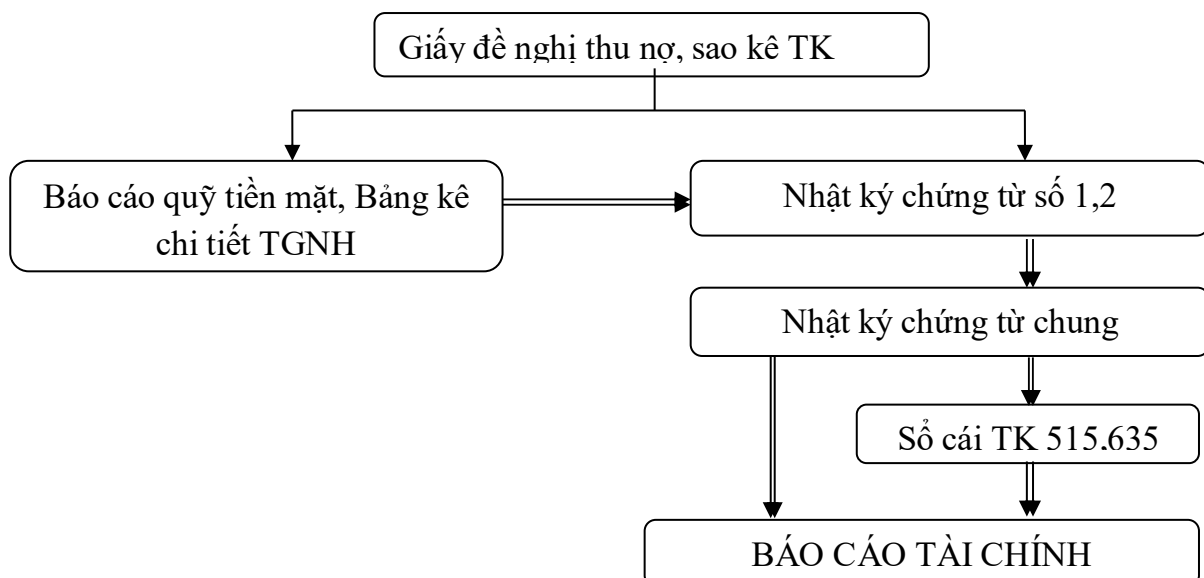 Giấy đề nghị thu nợ, sao kê TK
Báo cáo quỹ tiền mặt, Bảng kê
chi tiết TGNH
Nhật ký chứng từ số 1,2
Nhật ký chứng từ chung
Sổ cái TK 515,635
BÁO CÁO TÀI CHÍNH